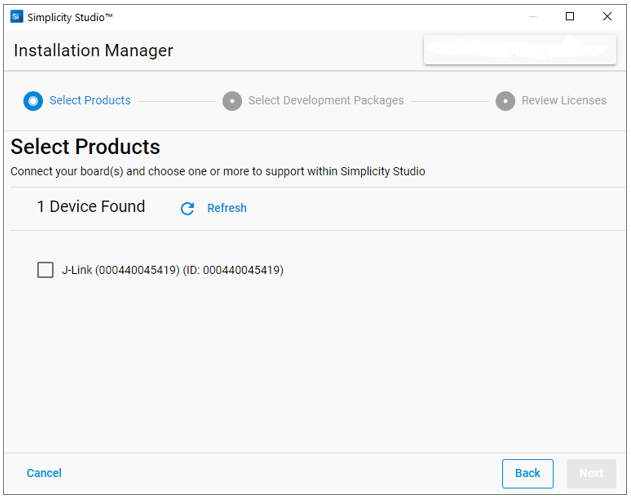 Si Simplicity Studio™
Installation Manager
Select Products Select Development Packages Review Licenses
Select Products
Connect your board(s) and choose one or more to support within Simplicity Studio
1 Device Found Refresh
J-Link (000440045419) (ID: 000440045419)
Cancel Back Next